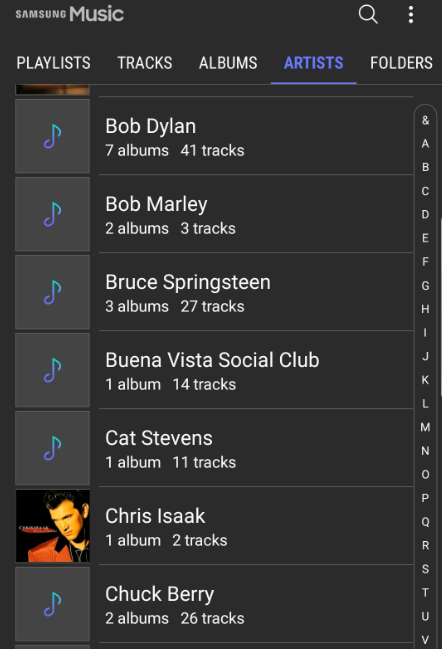 SAMSUNG Music
PLAYLISTS TRACKS ALBUMS ARTISTS FOLDERS
Bob Dylan
7 albums 41 tracks
Bob Marley
2 albums 3 tracks
Bruce Springsteen
3 albums 27 tracks
Buena Vista Social Club
1 album 14 tracks
Cat Stevens
1 album 11 tracks
CHRIS ISAAK
Chris Isaak
1 album 2 tracks
Chuck Berry
2 albums 26 tracks
&
A
B
C
D
E
F
G
H
I
J
K
L
M
N
O
P
Q
R
S
T
U
V